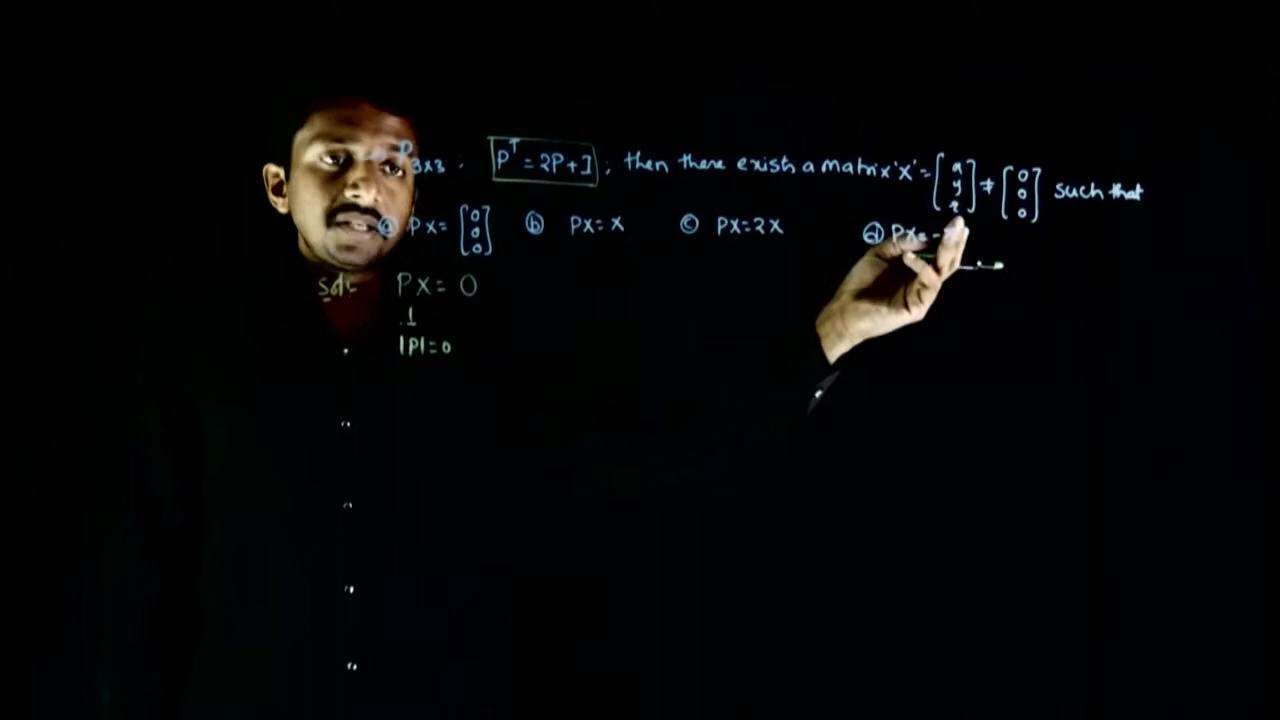 P3x3 ; Pᵀ = 2P+I ; then there exists a matrix 'X' = [x y z] ≠ [0 0 0] such that
ⓐ PX = [0 0 0] ⓑ PX = X ⓒ PX = 2X ⓓ PX = -
Sol:- PX = 0
|P| = 0